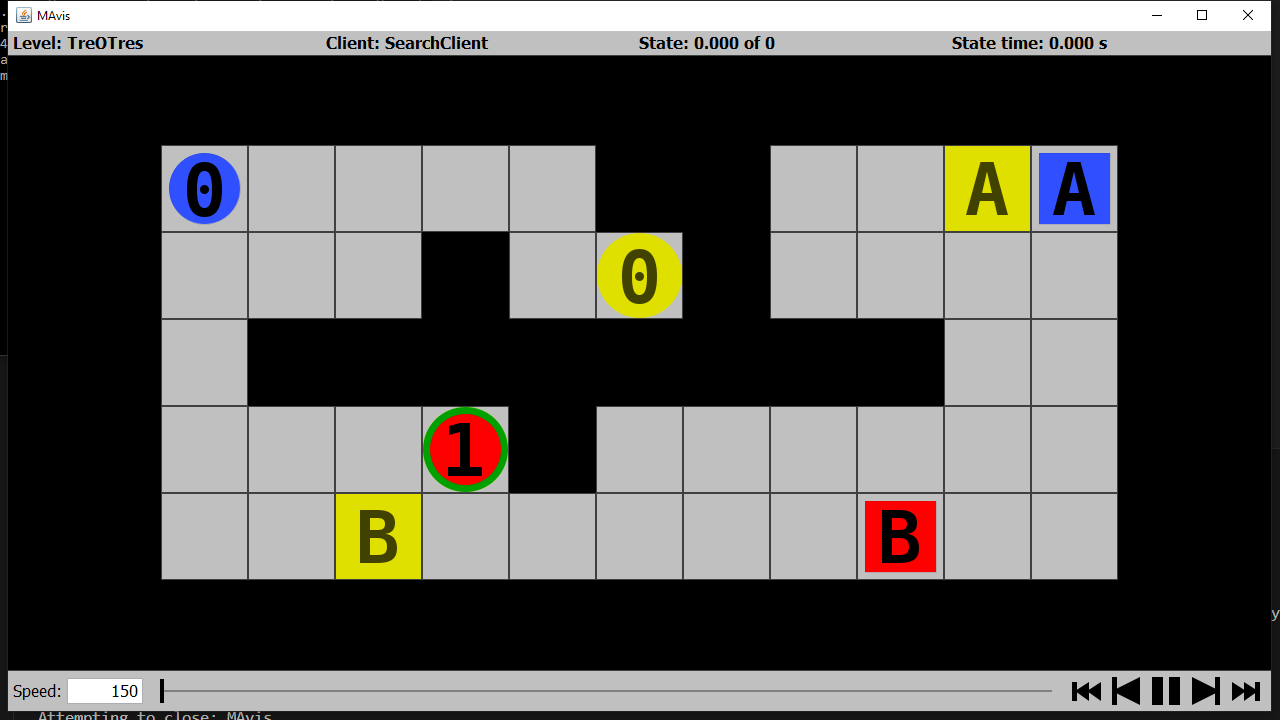 MAvis
Level: TreOTres Client: SearchClient State: 0.000 of 0 State time: 0.000 s
0 A A
0
1
B B
Speed: 150
Attempting to close: MAvis